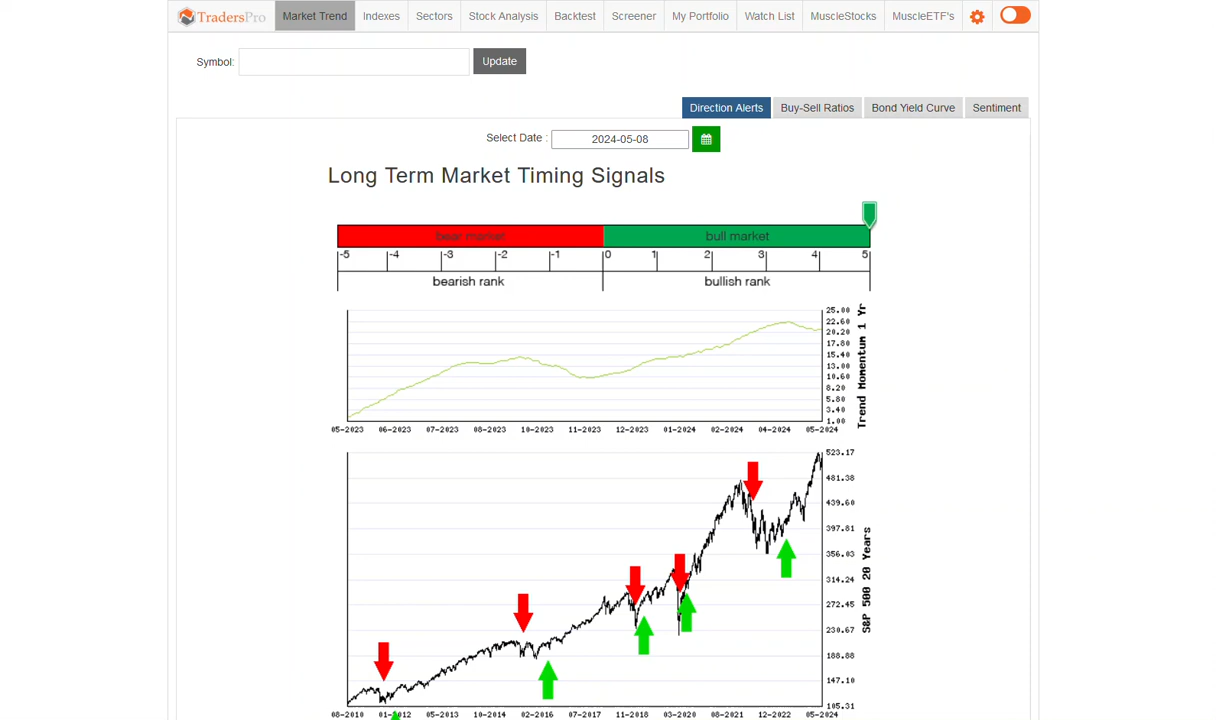 TradersPro Market Trend Indexes Sectors Stock Analysis Backtest Screener My Portfolio Watch List MuscleStocks MuscleETF's
Symbol: Update
Direction Alerts Buy-Sell Ratios Bond Yield Curve Sentiment
Select Date : 2024-05-08
Long Term Market Timing Signals
bear market bull market
-5 -4 -3 -2 -1 0 1 2 3 4 5
bearish rank bullish rank
25.00
22.60
20.20
17.80
15.40
13.00
10.60
8.20
5.80
3.40
1.00
Trend Momentum 1 Yr
05-2023 06-2023 07-2023 08-2023 10-2023 11-2023 12-2023 01-2024 02-2024 04-2024 05-2024
523.17
481.38
439.60
397.81
356.03
314.24
272.45
230.67
188.88
147.10
105.31
S&P 500 20 Years
08-2010 01-2012 05-2013 10-2014 02-2016 07-2017 11-2018 03-2020 08-2021 12-2022 05-2024